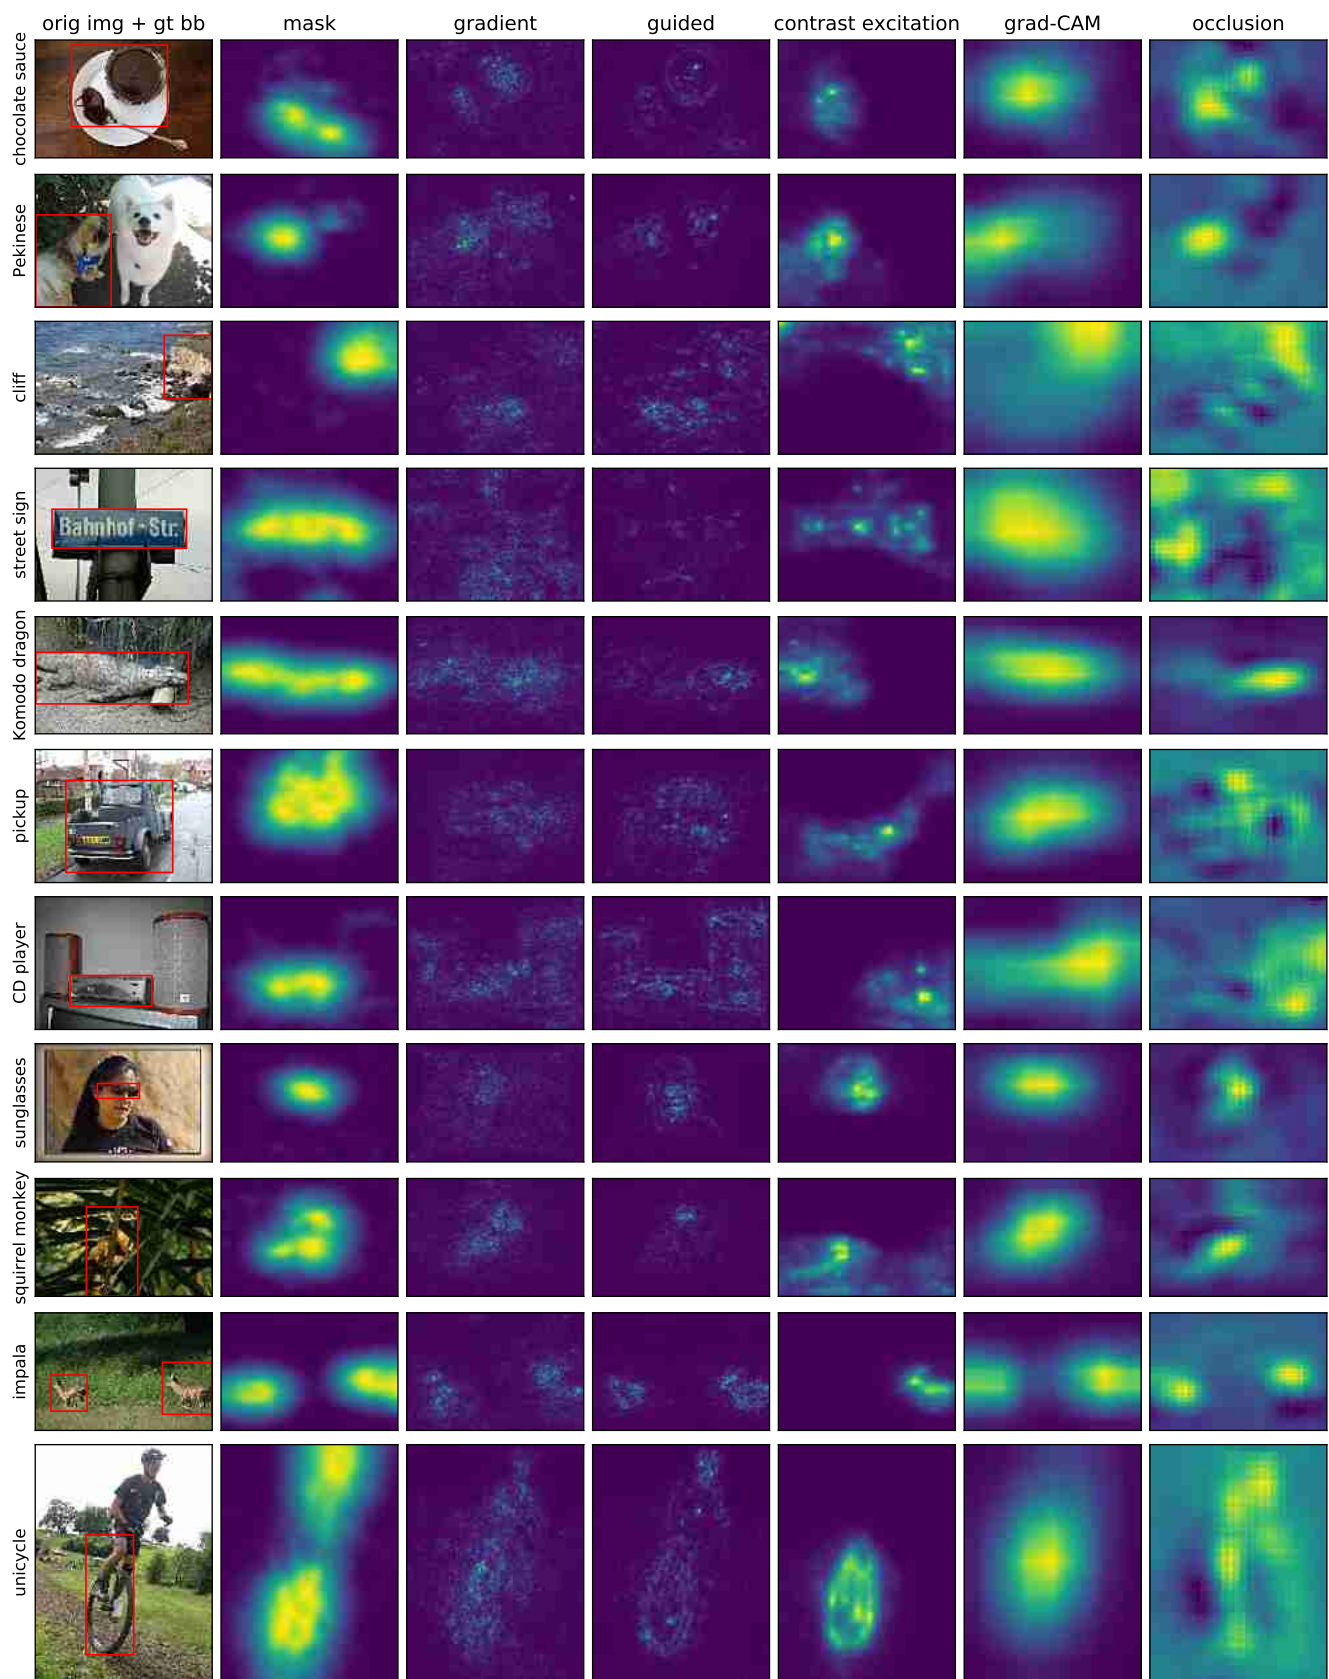 orig img + gt bb mask gradient guided contrast excitation grad-CAM occlusion
chocolate sauce
Pekinese
cliff
street sign
Bahnhof-Str.
Komodo dragon
pickup
CD player
sunglasses
squirrel monkey
impala
unicycle